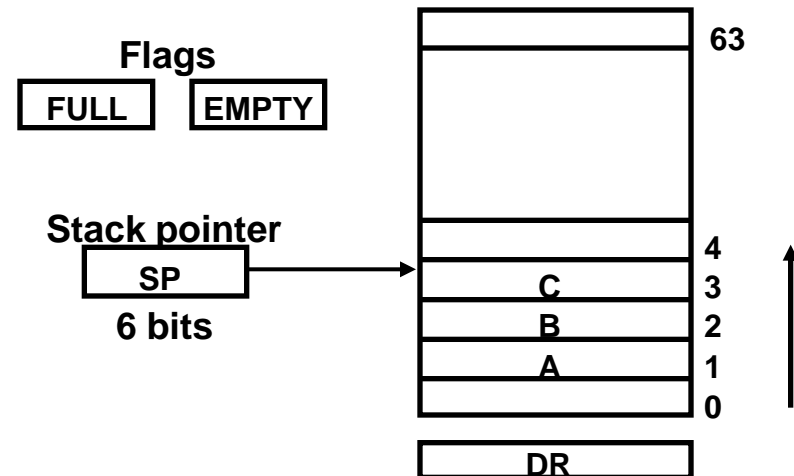 Flags
FULL
EMPTY
Stack pointer
SP
6 bits
63
4
C
3
B
2
A
1
0
DR